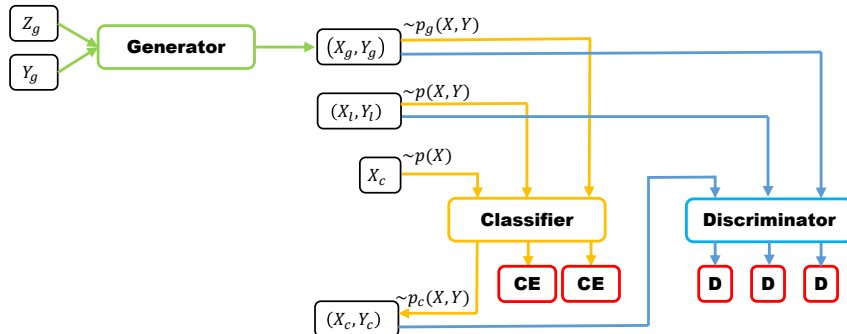 Z_g
Generator
Y_g
(X_g, Y_g)
~p_g(X, Y)
(X_l, Y_l)
~p(X, Y)
X_c
~p(X)
Classifier
Discriminator
CE
CE
D
D
D
(X_c, Y_c)
~p_c(X, Y)